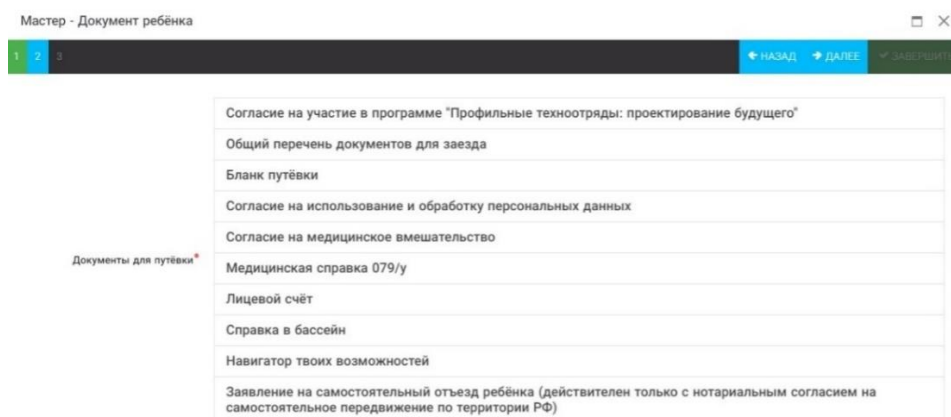 Мастер - Документ ребёнка
1 2 3 НАЗАД ДАЛЕЕ ЗАВЕРШИТЬ
Согласие на участие в программе "Профильные техноотряды: проектирование будущего"
Общий перечень документов для заезда
Бланк путёвки
Согласие на использование и обработку персональных данных
Согласие на медицинское вмешательство
Документы для путёвки*
Медицинская справка 079/у
Лицевой счёт
Справка в бассейн
Навигатор твоих возможностей
Заявление на самостоятельный отъезд ребёнка (действителен только с нотариальным согласием на
самостоятельное передвижение по территории РФ)